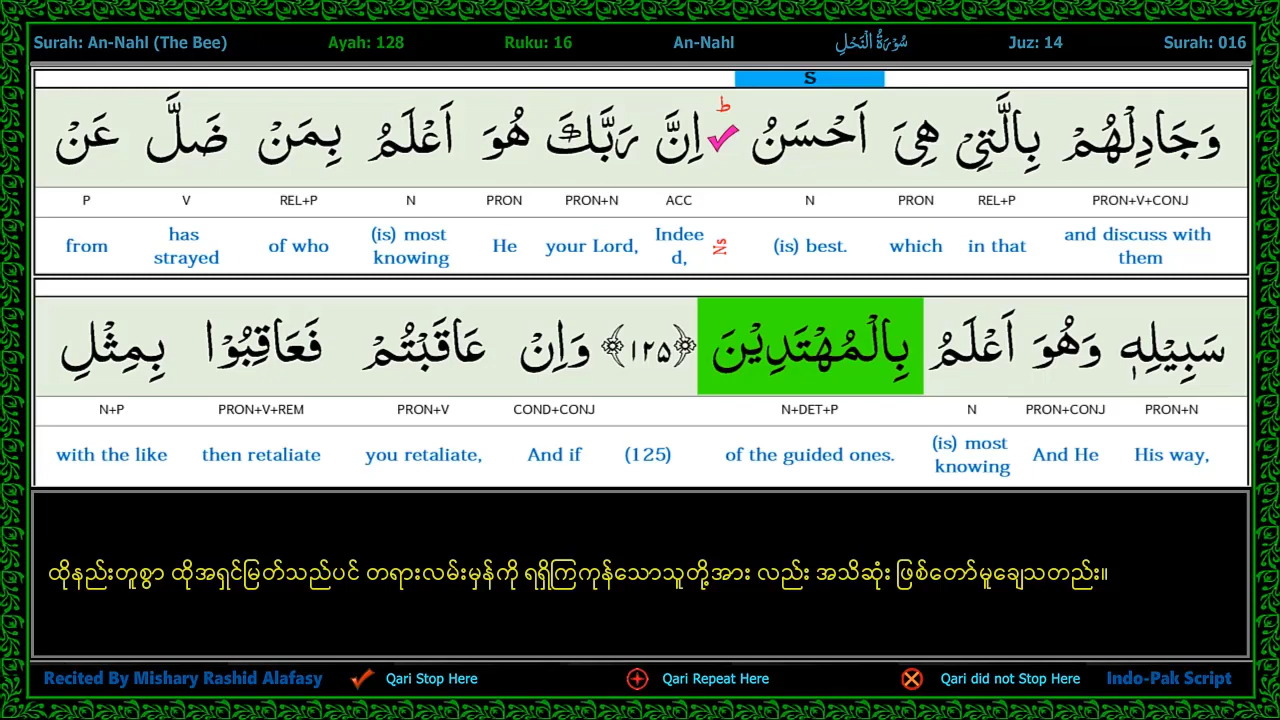 Surah: An-Nahl (The Bee) Ayah: 128 Ruku: 16 An-Nahl سُوْرَةُ النَّحْلِ Juz: 14 Surah: 016
S
وَجَادِلْهُمْ بِالَّتِيْ هِيَ اَحْسَنُ ؕ اِنَّ رَبَّكَ هُوَ اَعْلَمُ بِمَنْ ضَلَّ عَنْ
P V REL+P N PRON PRON+N ACC N PRON REL+P PRON+V+CONJ
from has strayed of who (is) most knowing He your Lord, Indeed, Ns (is) best. which in that and discuss with them
سَبِيْلِهٖ وَهُوَ اَعْلَمُ بِالْمُهْتَدِيْنَ ﴿۱۲۵﴾ وَاِنْ عَاقَبْتُمْ فَعَاقِبُوْا بِمِثْلِ
N+P PRON+V+REM PRON+V COND+CONJ N+DET+P N PRON+CONJ PRON+N
with the like then retaliate you retaliate, And if (125) of the guided ones. (is) most knowing And He His way,
ထိုနည်းတူစွာ ထိုအရှင်မြတ်သည်ပင် တရားလမ်းမှန်ကို ရရှိကြကုန်သောသူတို့အား လည်း အသိဆုံး ဖြစ်တော်မူချေသတည်း။
Recited By Mishary Rashid Alafasy Qari Stop Here Qari Repeat Here Qari did not Stop Here Indo-Pak Script